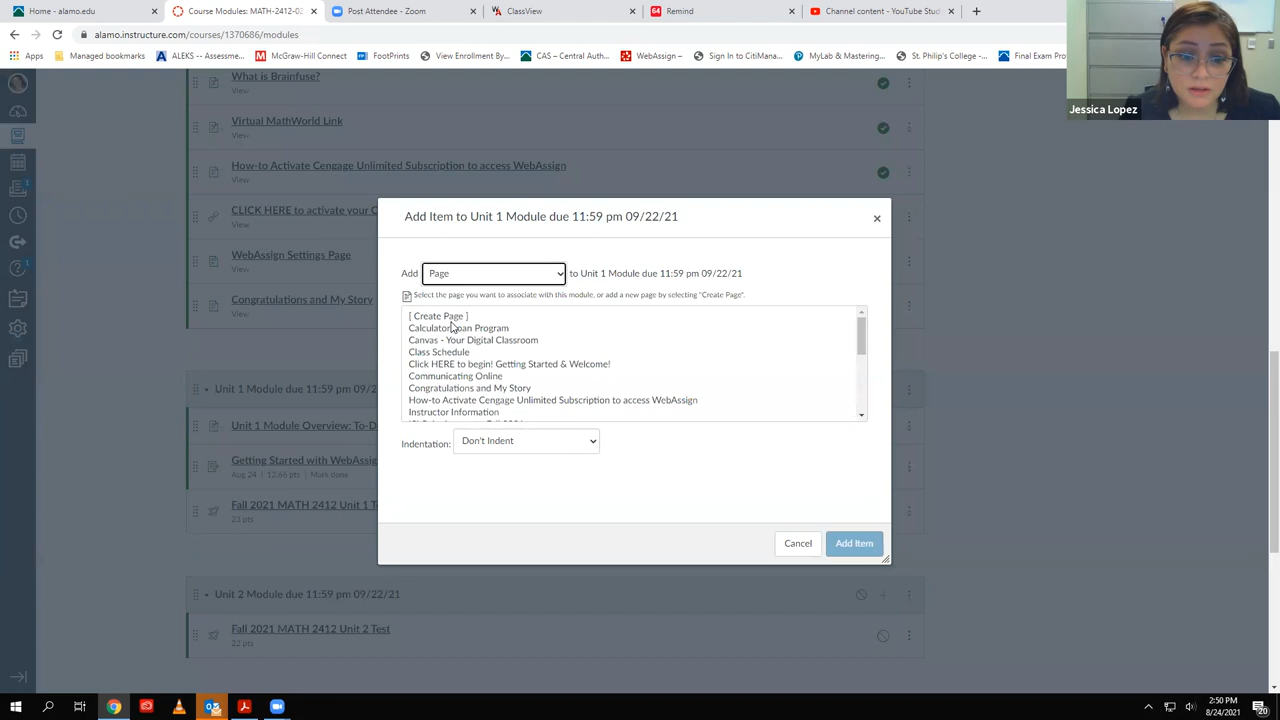 Home - alamo.edu
Course Modules: MATH-2412-02
Post Attendee - Zoom
ClassView
Remind
Channel content - YouTube Stud
alamo.instructure.com/courses/1370686/modules
Apps
Managed bookmarks
ALEKS -- Assessme...
McGraw-Hill Connect
FootPrints
View Enrollment By...
CAS – Central Auth...
WebAssign –
Sign In to CitiMana...
MyLab & Mastering...
St. Philip's College -...
Final Exam Pro
Jessica Lopez
What is Brainfuse?
View
Virtual MathWorld Link
View
How-to Activate Cengage Unlimited Subscription to access WebAssign
View
CLICK HERE to activate your C
View
WebAssign Settings Page
View
Congratulations and My Story
View
Add Item to Unit 1 Module due 11:59 pm 09/22/21
Add Page to Unit 1 Module due 11:59 pm 09/22/21
Select the page you want to associate with this module, or add a new page by selecting "Create Page".
[ Create Page ]
Calculator Loan Program
Canvas - Your Digital Classroom
Class Schedule
Click HERE to begin! Getting Started & Welcome!
Communicating Online
Congratulations and My Story
How-to Activate Cengage Unlimited Subscription to access WebAssign
Instructor Information
Indentation: Don't Indent
Cancel
Add Item
Unit 1 Module due 11:59 pm 09/22/21
Unit 1 Module Overview: To-D
Getting Started with WebAssig
Aug 24 | 12.66 pts | Mark done
Fall 2021 MATH 2412 Unit 1 T
23 pts
Unit 2 Module due 11:59 pm 09/22/21
Fall 2021 MATH 2412 Unit 2 Test
22 pts
2:50 PM
8/24/2021
20